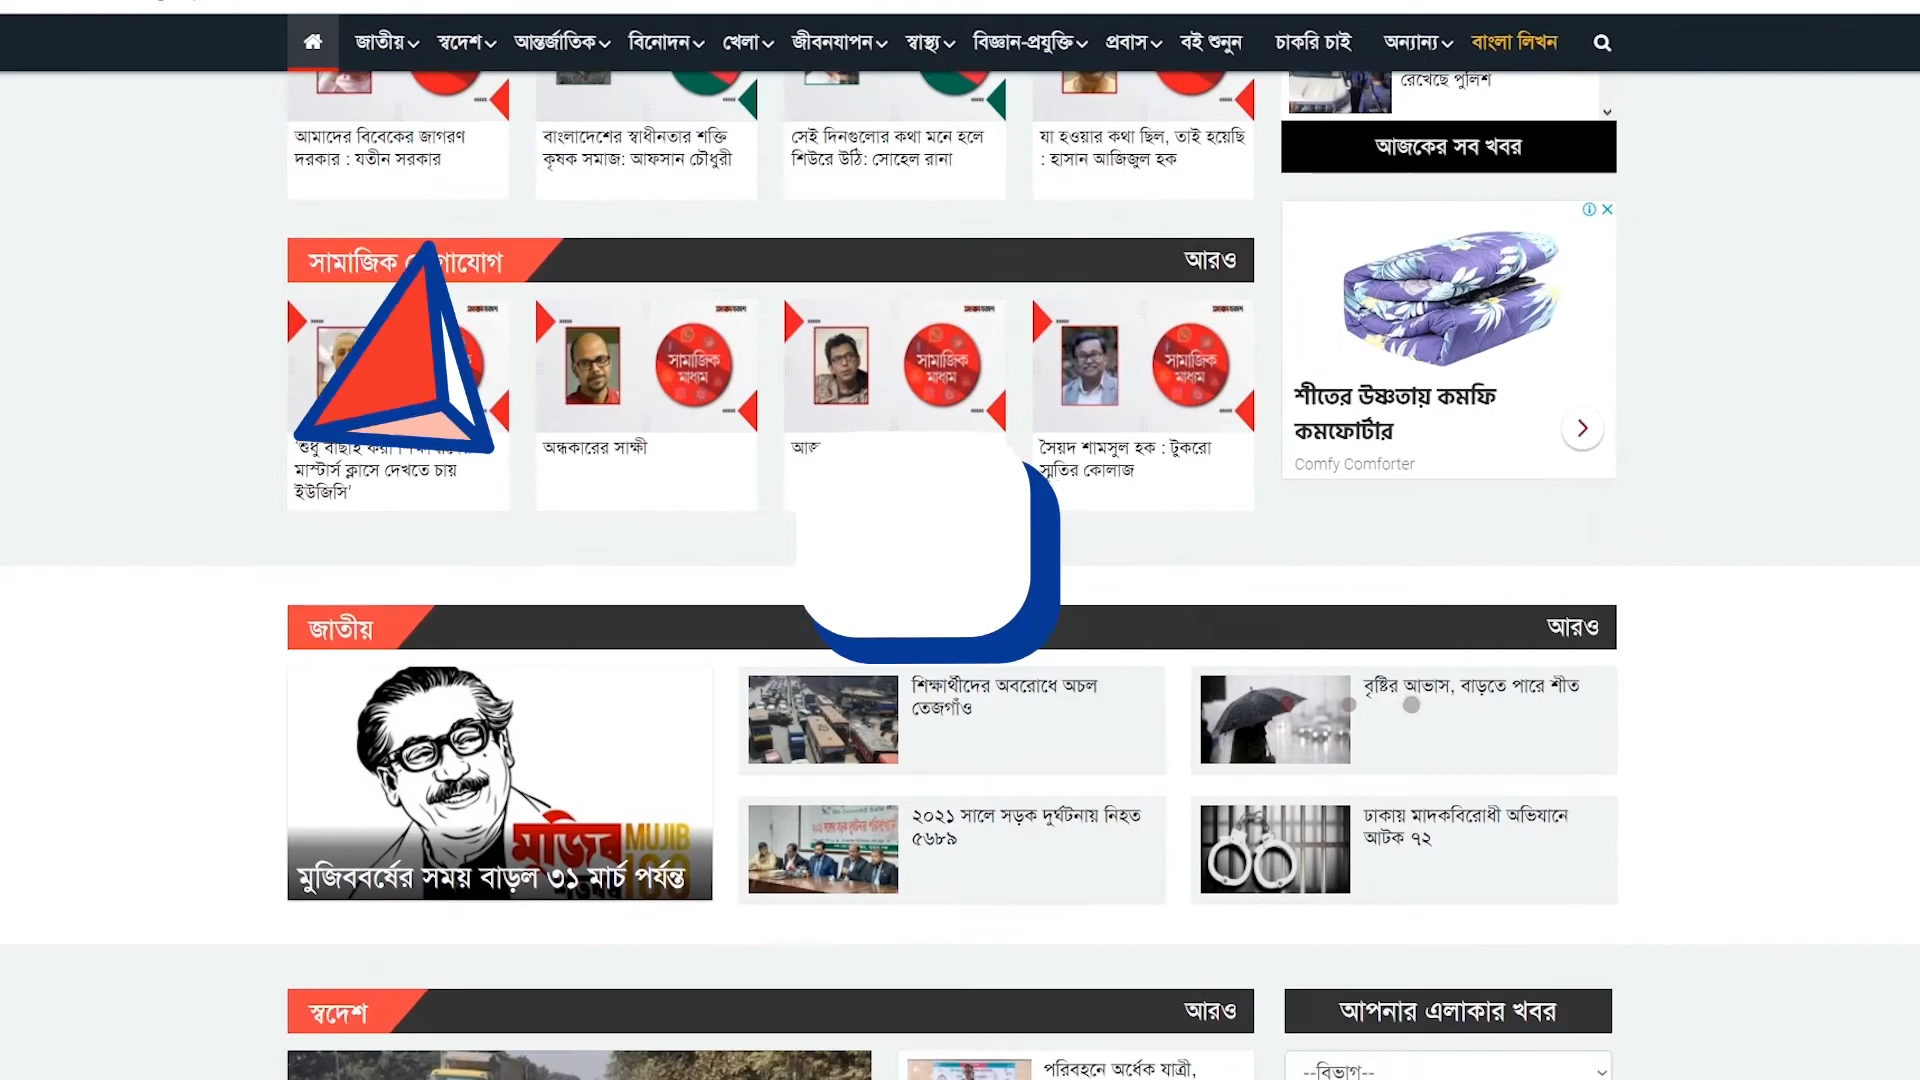 জাতীয় স্বদেশ আন্তর্জাতিক বিনোদন খেলা জীবনযাপন স্বাস্থ্য বিজ্ঞান-প্রযুক্তি প্রবাস বই শুনুন চাকরি চাই অন্যান্য বাংলা লিখন
রেখেছে পুলিশ
আমাদের বিবেকের জাগরণ
দরকার : যতীন সরকার
বাংলাদেশের স্বাধীনতার শক্তি
কৃষক সমাজ: আফসান চৌধুরী
সেই দিনগুলোর কথা মনে হলে
শিউরে উঠি: সোহেল রানা
যা হওয়ার কথা ছিল, তাই হয়েছে
: হাসান আজিজুল হক
আজকের সব খবর
সামাজিক
আরও
সামাজিক
মাধ্যম
সামাজিক
মাধ্যম
সামাজিক
মাধ্যম
'শুধু বাছাই করা
মাস্টার্স ক্লাসে দেখতে চায়
ইউজিসি'
অন্ধকারের সাক্ষী
সৈয়দ শামসুল হক : টুকরো
স্মৃতির কোলাজ
শীতের উষ্ণতায় কমফি
কমফোর্টার
Comfy Comforter
জাতীয়
আরও
মুজিব MUJIB
100
মুজিববর্ষের সময় বাড়ল ৩১ মার্চ পর্যন্ত
শিক্ষার্থীদের অবরোধে অচল
তেজগাঁও
বৃষ্টির আভাস, বাড়তে পারে শীত
২০২১ সালে সড়ক দুর্ঘটনায় নিহত
৫৬৮৯
ঢাকায় মাদকবিরোধী অভিযানে
আটক ৭২
স্বদেশ
আরও
আপনার এলাকার খবর
পরিবহনে অর্ধেক যাত্রী,
--বিভাগ--